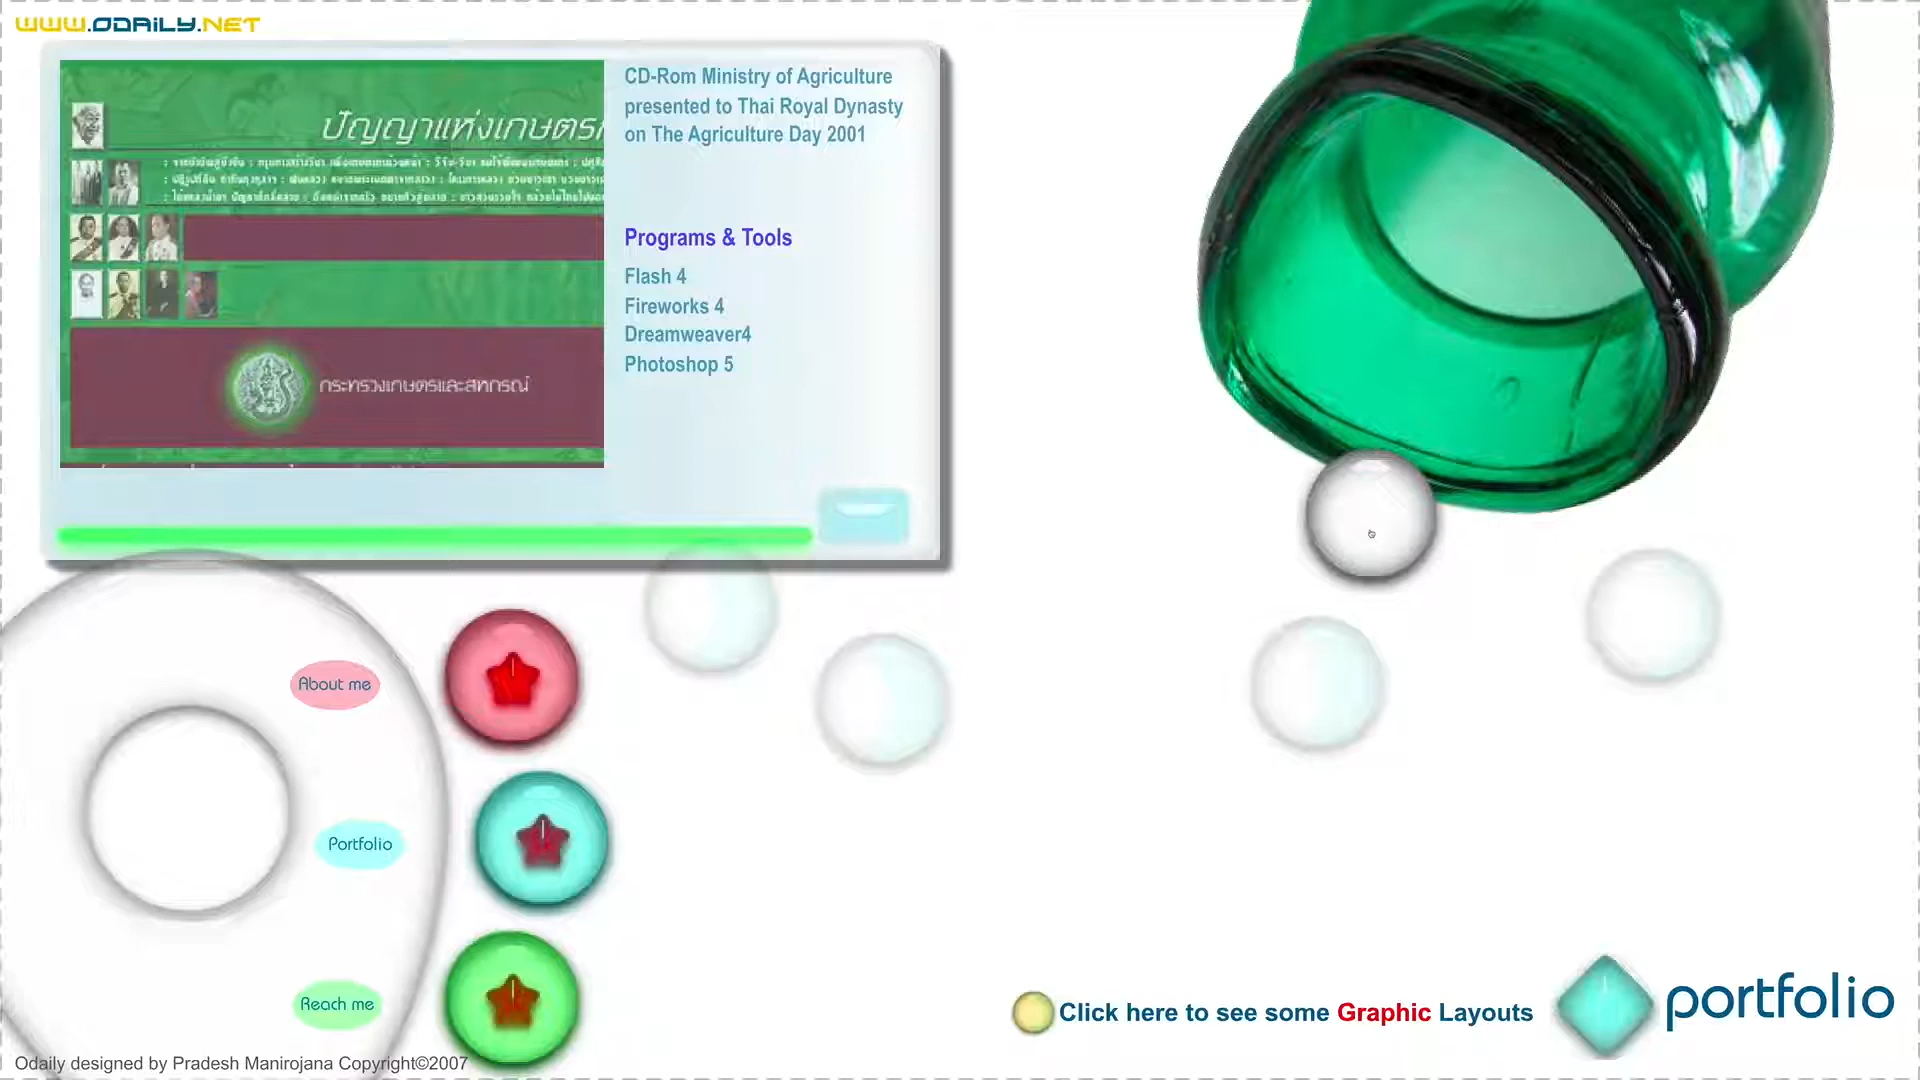 WWW.ODAILY.NET
CD-Rom Ministry of Agriculture
presented to Thai Royal Dynasty
on The Agriculture Day 2001
ปัญญาแห่งเกษตร
Programs & Tools
Flash 4
Fireworks 4
Dreamweaver4
Photoshop 5
กระทรวงเกษตรและสหกรณ์
About me
Portfolio
Reach me
Click here to see some Graphic Layouts
portfolio
Odaily designed by Pradesh Manirojana Copyright©2007